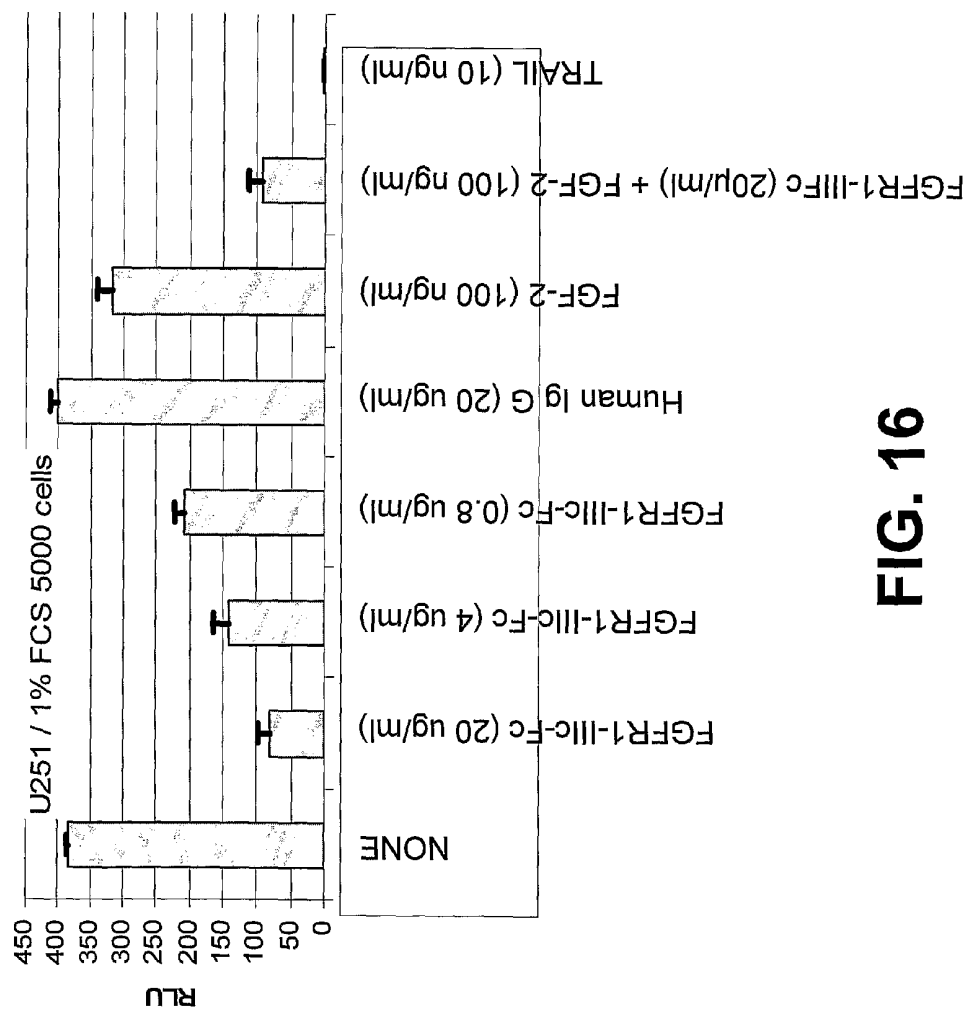 U251 / 1% FCS 5000 cells
RLU
450
400
350
300
250
200
150
100
50
0
NONE
FGFR1-IIIc-Fc (20 ug/ml)
FGFR1-IIIc-Fc (4 ug/ml)
FGFR1-IIIc-Fc (0.8 ug/ml)
Human Ig G (20 ug/ml)
FGF-2 (100 ng/ml)
FGFR1-IIIFc (20µ/ml) + FGF-2 (100 ng/ml)
TRAIL (10 ng/ml)
FIG. 16